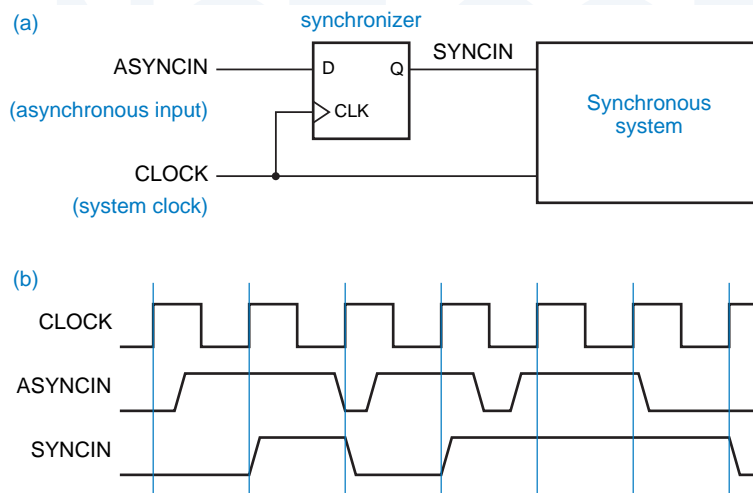 (a)
synchronizer
ASYNCIN
D
Q
SYNCIN
(asynchronous input)
CLK
Synchronous
system
CLOCK
(system clock)
(b)
CLOCK
ASYNCIN
SYNCIN